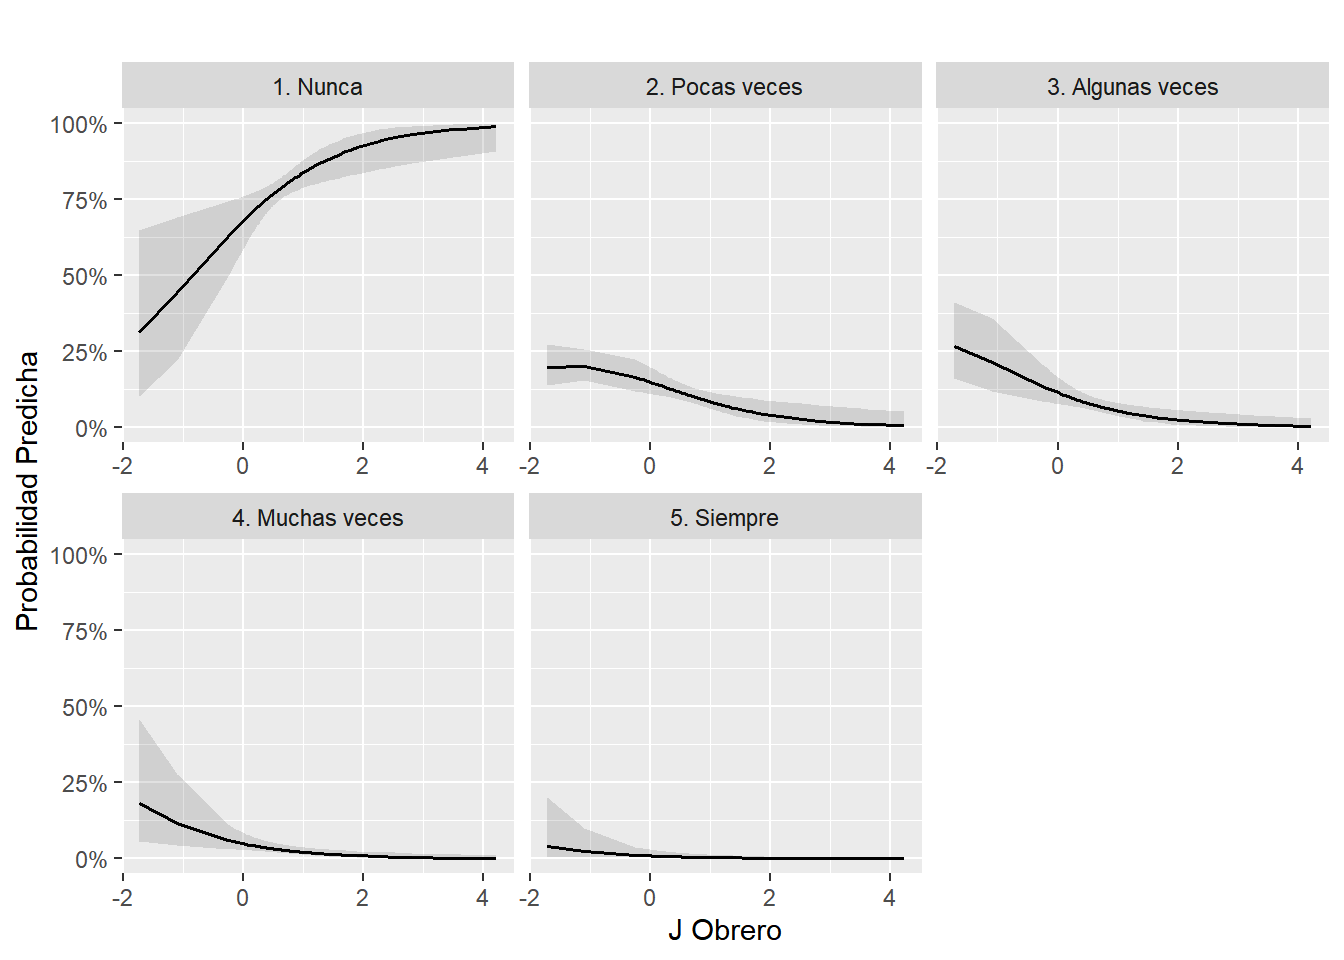 1. Nunca
2. Pocas veces
3. Algunas veces
100%
75%
50%
25%
0%
-2 0 2 4
-2 0 2 4
-2 0 2 4
4. Muchas veces
5. Siempre
100%
75%
50%
25%
0%
-2 0 2 4
-2 0 2 4
Probabilidad Predicha
J Obrero